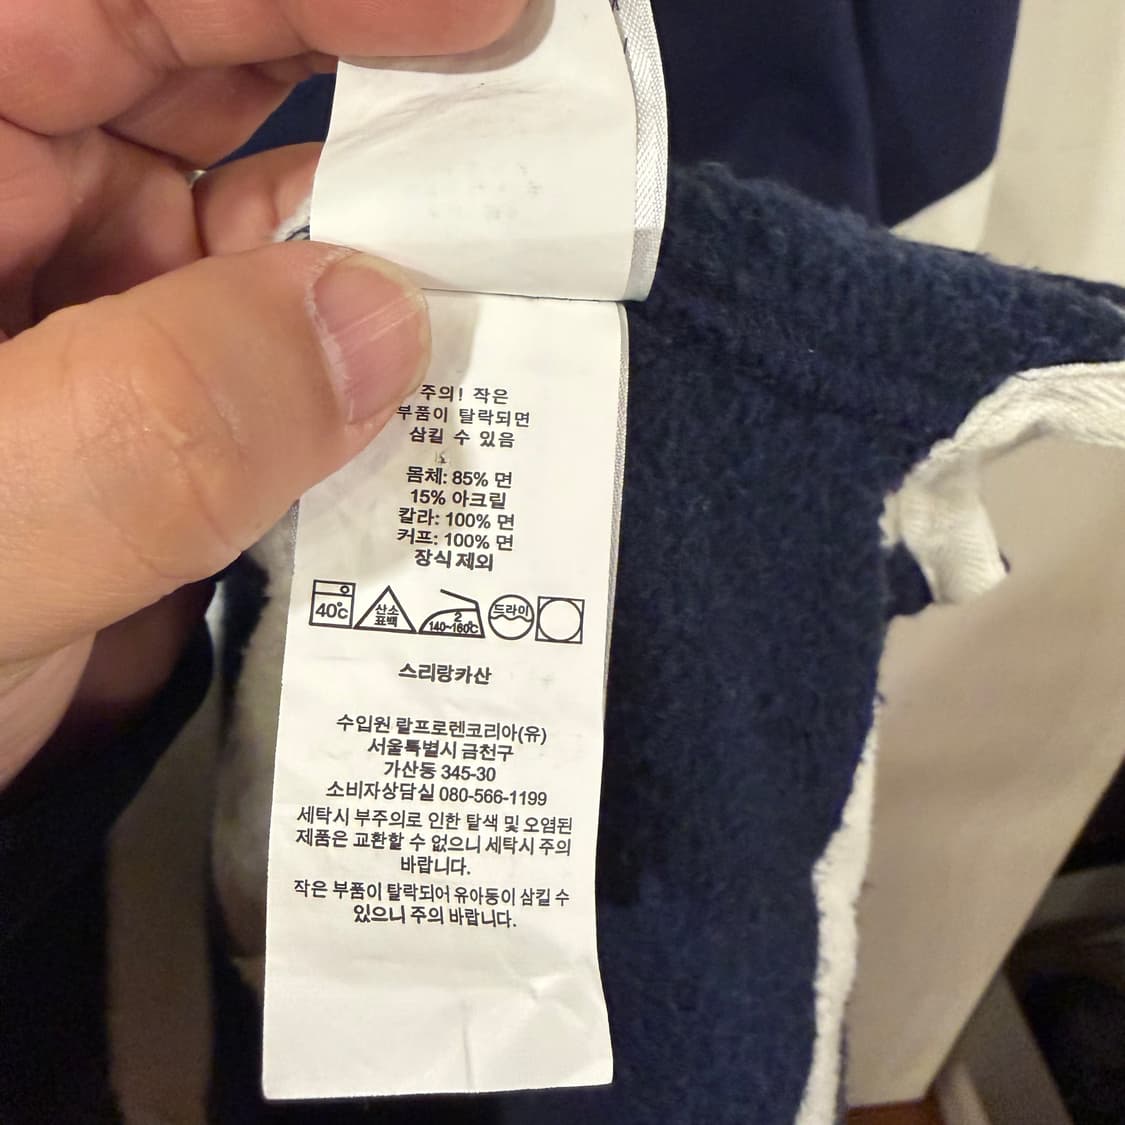 주의! 작은
부품이 탈락되면
삼킬 수 있음
몸체: 85% 면
15% 아크릴
칼라: 100% 면
커프: 100% 면
장식 제외
40℃ 산소 표백 2 140~160℃ 드라이
스리랑카산
수입원 랄프로렌코리아(유)
서울특별시 금천구
가산동 345-30
소비자상담실 080-566-1199
세탁시 부주의로 인한 탈색 및 오염된
제품은 교환할 수 없으니 세탁시 주의
바랍니다.
작은 부품이 탈락되어 유아동이 삼킬 수
있으니 주의 바랍니다.